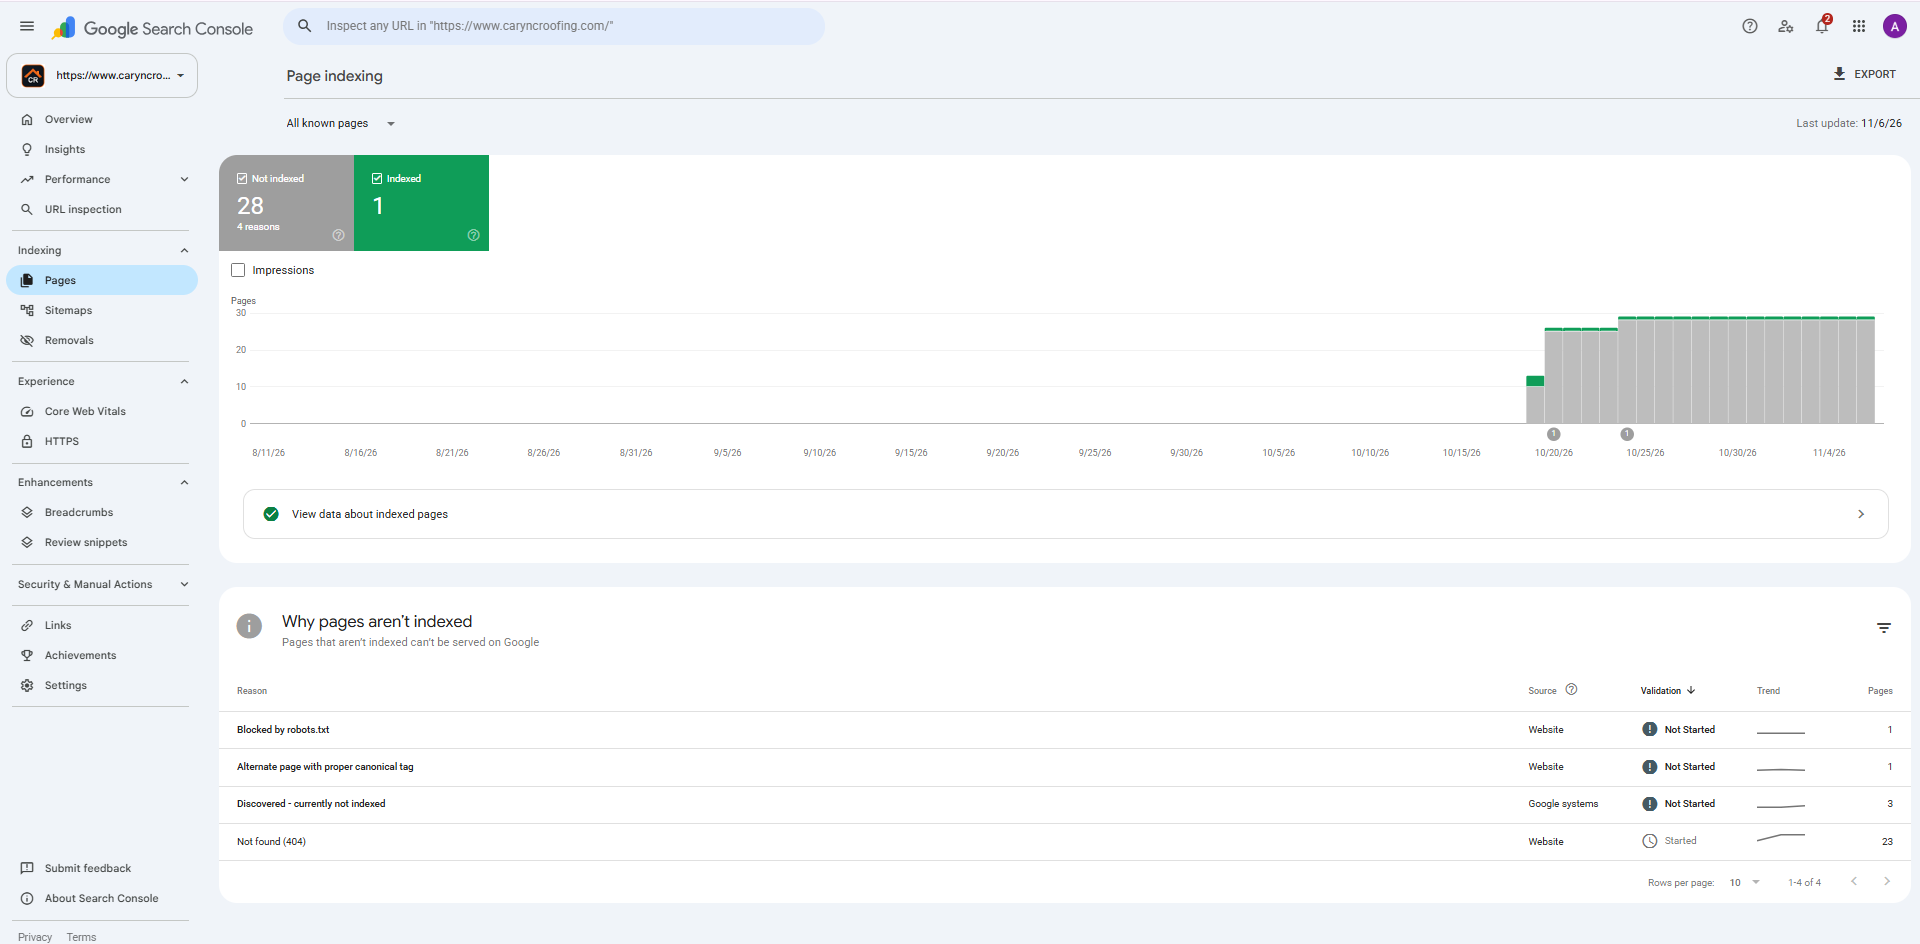 Google Search Console
Inspect any URL in "https://www.caryncroofing.com/"
2
A
CR
https://www.caryncro...
Page indexing
EXPORT
Overview
Insights
Performance
URL inspection
Indexing
Pages
Sitemaps
Removals
Experience
Core Web Vitals
HTTPS
Enhancements
Breadcrumbs
Review snippets
Security & Manual Actions
Links
Achievements
Settings
Submit feedback
About Search Console
Privacy Terms
All known pages
Last update: 11/6/26
Not indexed
28
4 reasons
Indexed
1
Impressions
Pages
30
20
10
0
1 1
8/11/26 8/16/26 8/21/26 8/26/26 8/31/26 9/5/26 9/10/26 9/15/26 9/20/26 9/25/26 9/30/26 10/5/26 10/10/26 10/15/26 10/20/26 10/25/26 10/30/26 11/4/26
View data about indexed pages
Why pages aren't indexed
Pages that aren't indexed can't be served on Google
Reason Source Validation Trend Pages
Blocked by robots.txt Website Not Started 1
Alternate page with proper canonical tag Website Not Started 1
Discovered - currently not indexed Google systems Not Started 3
Not found (404) Website Started 23
Rows per page: 10 1-4 of 4